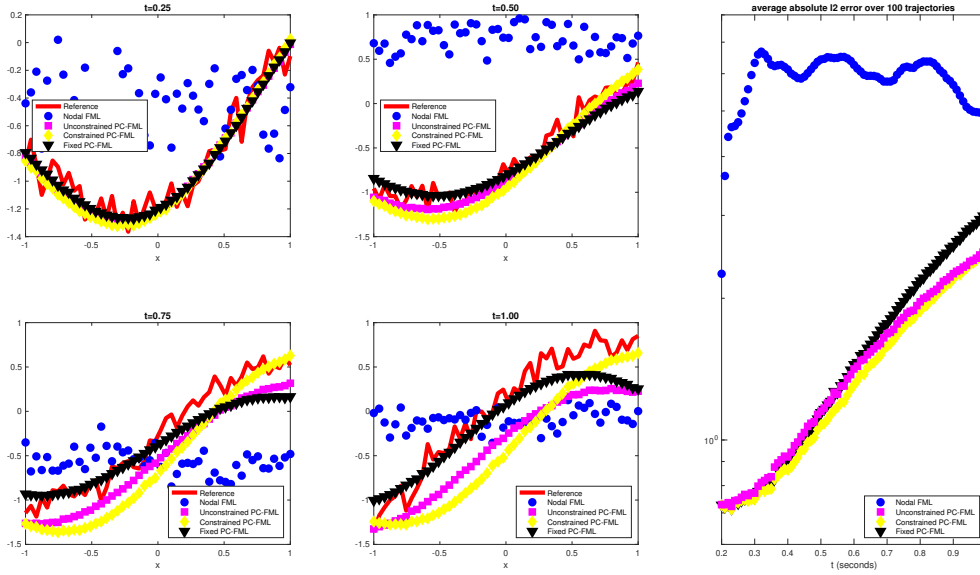 t=0.25
0.2
0
-0.2
-0.4
-0.6
-0.8
-1
-1.2
-1.4
Reference
Nodal FML
Unconstrained PC-FML
Constrained PC-FML
Fixed PC-FML
-1
-0.5
0
0.5
1
x
t=0.50
1
0.5
0
-0.5
-1
-1.5
Reference
Nodal FML
Unconstrained PC-FML
Constrained PC-FML
Fixed PC-FML
-1
-0.5
0
0.5
1
x
t=0.75
1
0.5
0
-0.5
-1
-1.5
Reference
Nodal FML
Unconstrained PC-FML
Constrained PC-FML
Fixed PC-FML
-1
-0.5
0
0.5
1
x
t=1.00
1
0.5
0
-0.5
-1
-1.5
Reference
Nodal FML
Unconstrained PC-FML
Constrained PC-FML
Fixed PC-FML
-1
-0.5
0
0.5
1
x
average absolute l2 error over 100 trajectories
10⁰
Nodal FML
Unconstrained PC-FML
Constrained PC-FML
Fixed PC-FML
0.2
0.3
0.4
0.5
0.6
0.7
0.8
0.9
t (seconds)